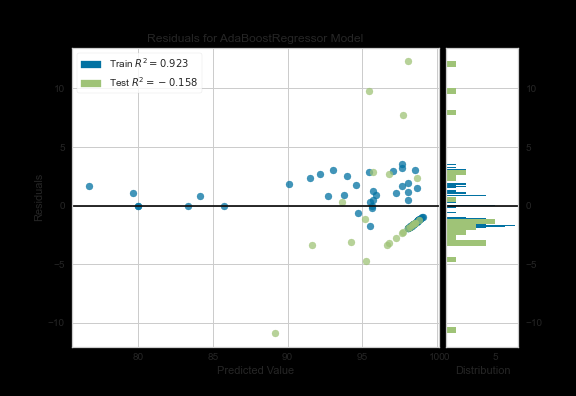 Residuals for AdaBoostRegressor Model
Train R² = 0.923
Test R² = −0.158
Residuals
10
5
0
−5
−10
80
85
90
95
100
Predicted Value
10
5
0
−5
−10
0
5
Distribution